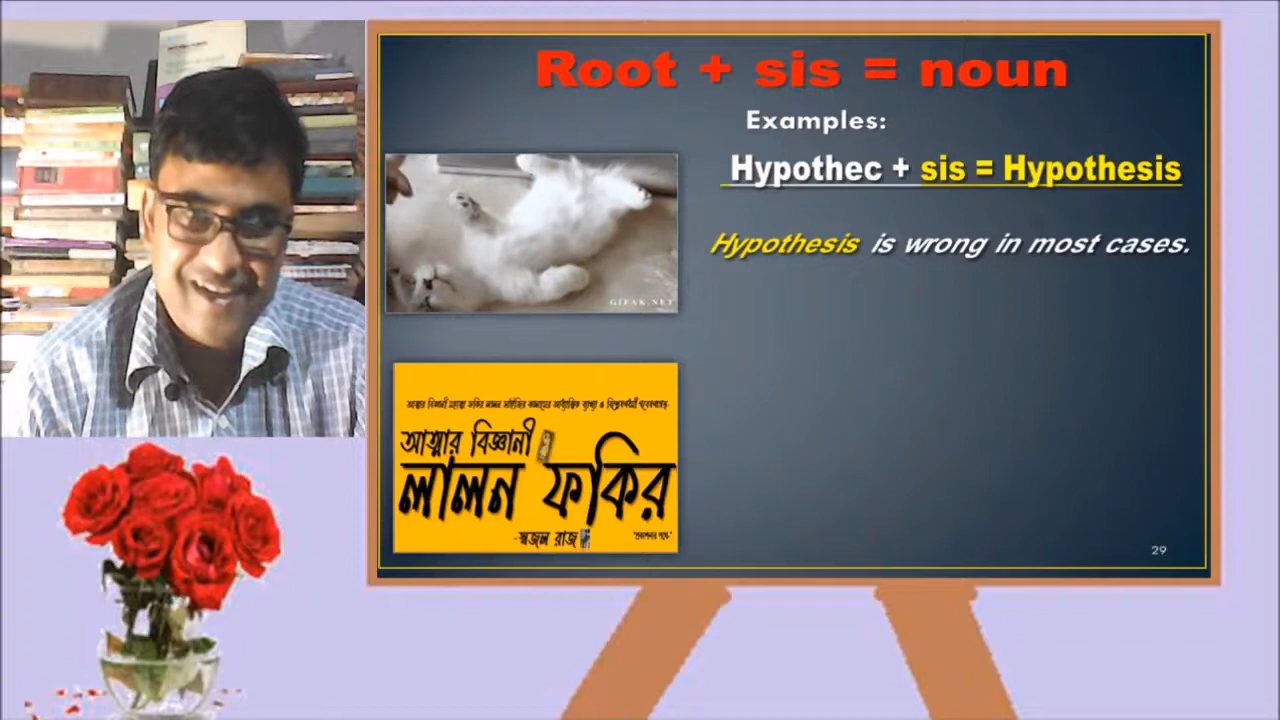 Root + sis = noun
Examples:
Hypothec + sis = Hypothesis
Hypothesis is wrong in most cases.
GIFAK.NET
আত্মার বিজ্ঞানী
লালন ফকির
-স্বজল রাজ
29